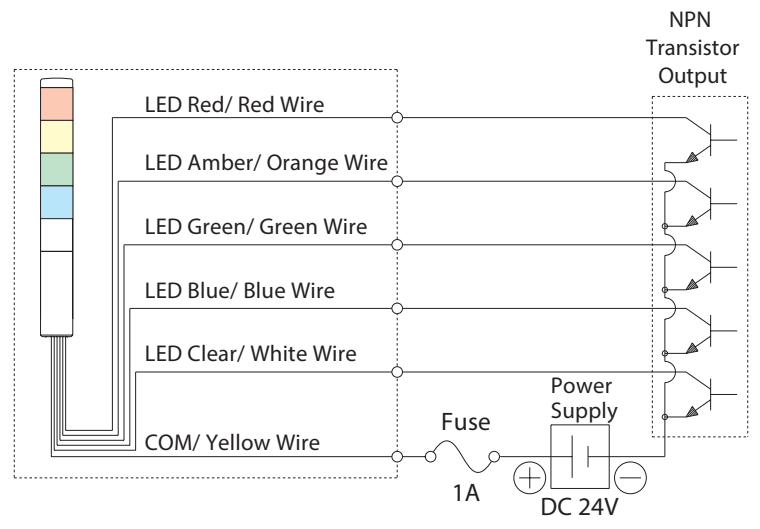 NPN
Transistor
Output
LED Red/ Red Wire
LED Amber/ Orange Wire
LED Green/ Green Wire
LED Blue/ Blue Wire
LED Clear/ White Wire
COM/ Yellow Wire
Fuse
1A
Power
Supply
+
−
DC 24V